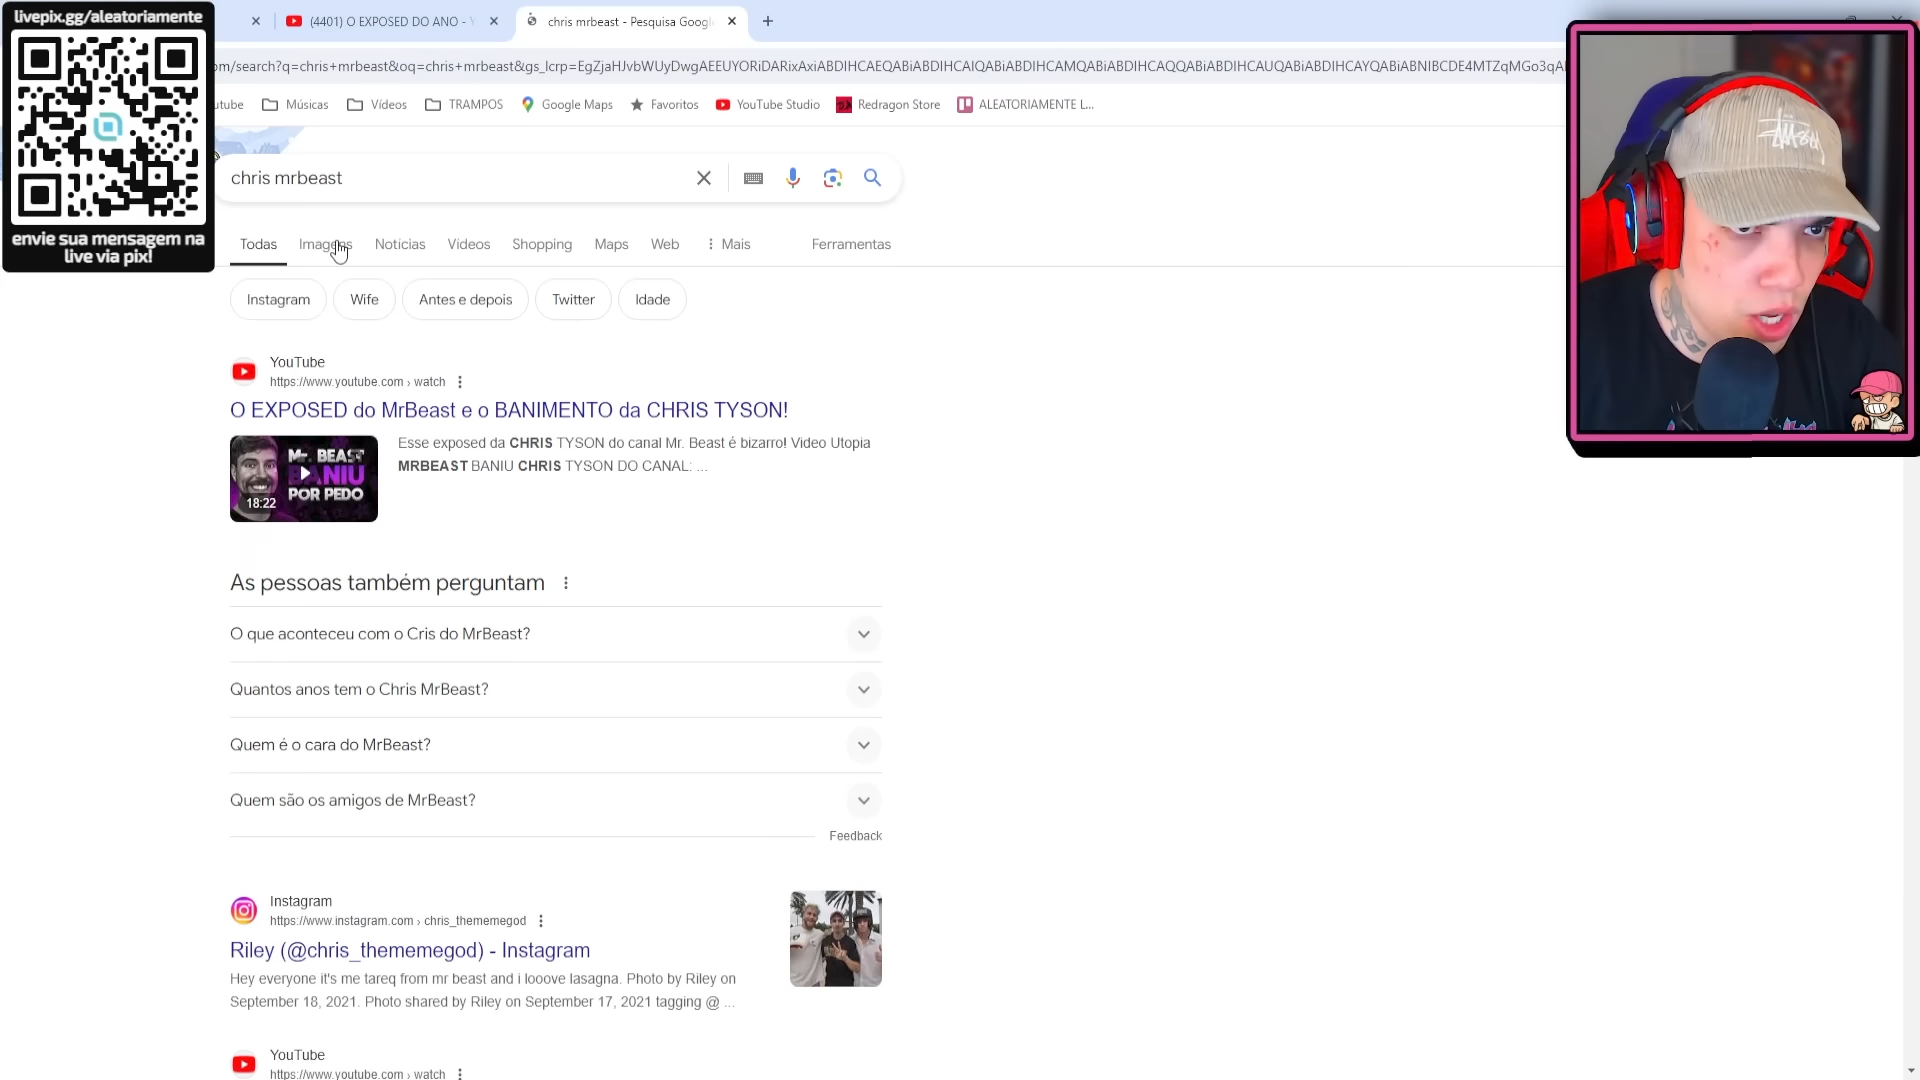 livepix.gg/aleatoriamente
envie sua mensagem na
live via pix!
(4401) O EXPOSED DO ANO -
chris mrbeast - Pesquisa Googl
om/search?q=chris+mrbeast&oq=chris+mrbeast&gs_lcrp=
utube
Músicas
Vídeos
TRAMPOS
Google Maps
Favoritos
YouTube Studio
Redragon Store
ALEATORIAMENTE L...
chris mrbeast
Todas
Imagens
Notícias
Vídeos
Shopping
Maps
Web
Mais
Ferramentas
Instagram
Wife
Antes e depois
Twitter
Idade
YouTube
https://www.youtube.com › watch
O EXPOSED do MrBeast e o BANIMENTO da CHRIS TYSON!
Mr. BEAST
BANIU
POR PEDO
18:22
Esse exposed da CHRIS TYSON do canal Mr. Beast é bizarro! Video Utopia
MRBEAST BANIU CHRIS TYSON DO CANAL: ...
As pessoas também perguntam
O que aconteceu com o Cris do MrBeast?
Quantos anos tem o Chris MrBeast?
Quem é o cara do MrBeast?
Quem são os amigos de MrBeast?
Feedback
Instagram
https://www.instagram.com › chris_thememegod
Riley (@chris_thememegod) - Instagram
Hey everyone it's me tareq from mr beast and i looove lasagna. Photo by Riley on
September 18, 2021. Photo shared by Riley on September 17, 2021 tagging @ ...
YouTube
https://www.youtube.com › watch